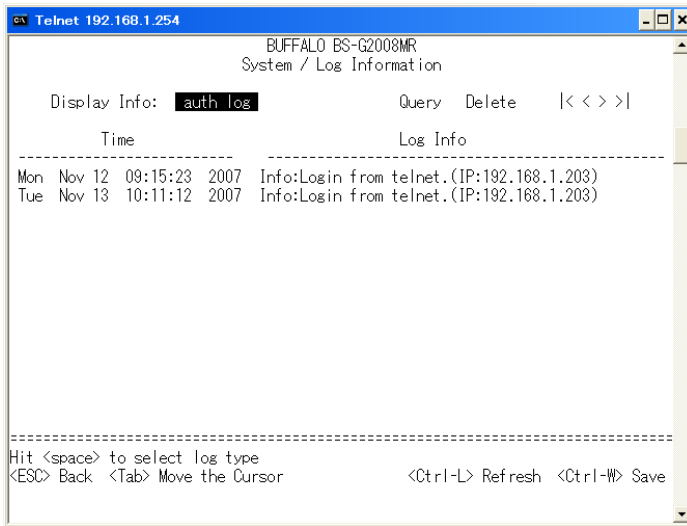 Telnet 192.168.1.254
BUFFALO BS-G2008MR
System / Log Information
Display Info: auth log Query Delete |< < > >|
Time Log Info
Mon Nov 12 09:15:23 2007 Info:Login from telnet.(IP:192.168.1.203)
Tue Nov 13 10:11:12 2007 Info:Login from telnet.(IP:192.168.1.203)
Hit <space> to select log type
<ESC> Back <Tab> Move the Cursor <Ctrl-L> Refresh <Ctrl-W> Save